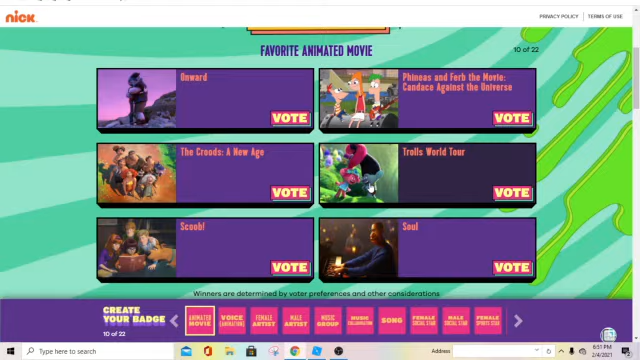 nick
PRIVACY POLICY | TERMS OF USE
FAVORITE ANIMATED MOVIE
10 of 22
Onward
VOTE
Phineas and Ferb the Movie:
Candace Against the Universe
VOTE
The Croods: A New Age
VOTE
Trolls World Tour
VOTE
Scoob!
VOTE
Soul
VOTE
Winners are determined by voter preferences and other considerations
CREATE
YOUR BADGE
10 of 22
ANIMATED
MOVIE
VOICE
(ANIMATION)
FEMALE
ARTIST
MALE
ARTIST
MUSIC
GROUP
MUSIC
COLLABORATION
SONG
FEMALE
SOCIAL STAR
MALE
SOCIAL STAR
FEMALE
SPORTS STAR
Type here to search
Address
6:51 PM
2/4/2021